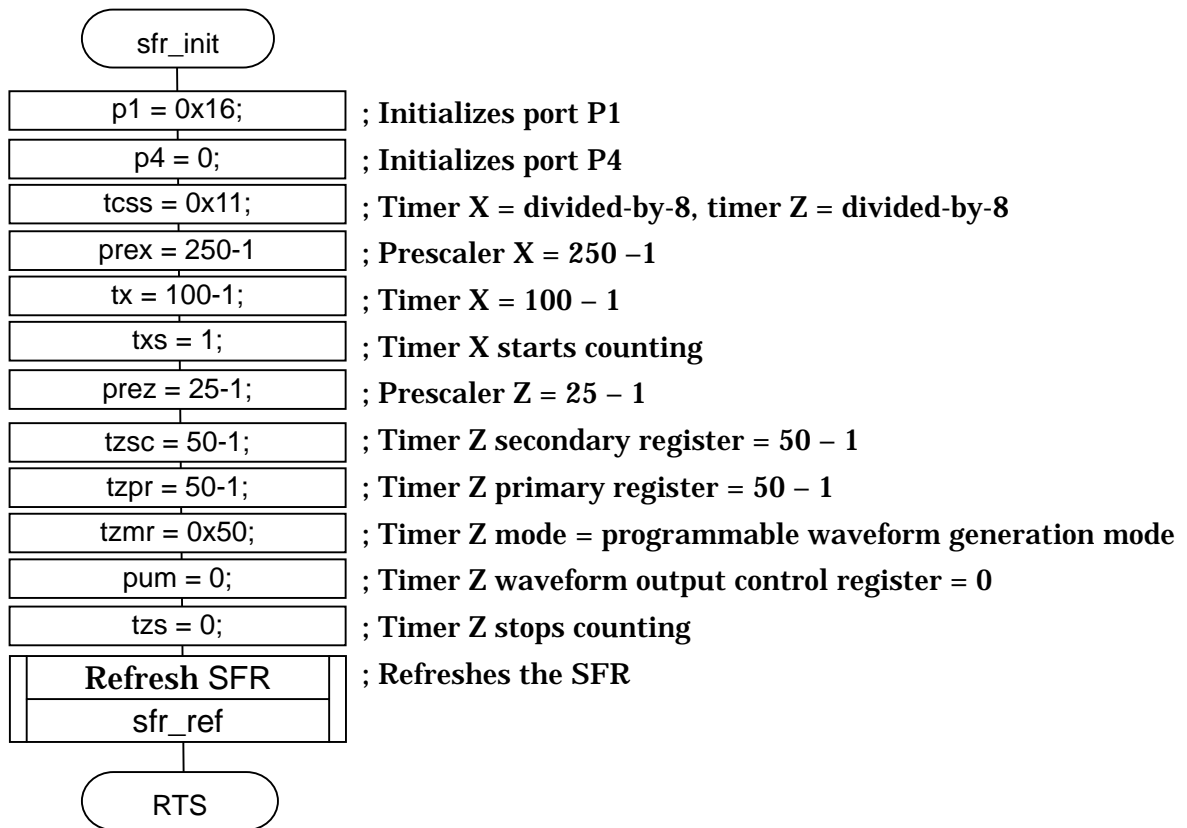 sfr_init
p1 = 0x16; ; Initializes port P1
p4 = 0; ; Initializes port P4
tcss = 0x11; ; Timer X = divided-by-8, timer Z = divided-by-8
prex = 250-1 ; Prescaler X = 250 –1
tx = 100-1; ; Timer X = 100 – 1
txs = 1; ; Timer X starts counting
prez = 25-1; ; Prescaler Z = 25 – 1
tzsc = 50-1; ; Timer Z secondary register = 50 – 1
tzpr = 50-1; ; Timer Z primary register = 50 – 1
tzmr = 0x50; ; Timer Z mode = programmable waveform generation mode
pum = 0; ; Timer Z waveform output control register = 0
tzs = 0; ; Timer Z stops counting
Refresh SFR ; Refreshes the SFR
sfr_ref
RTS